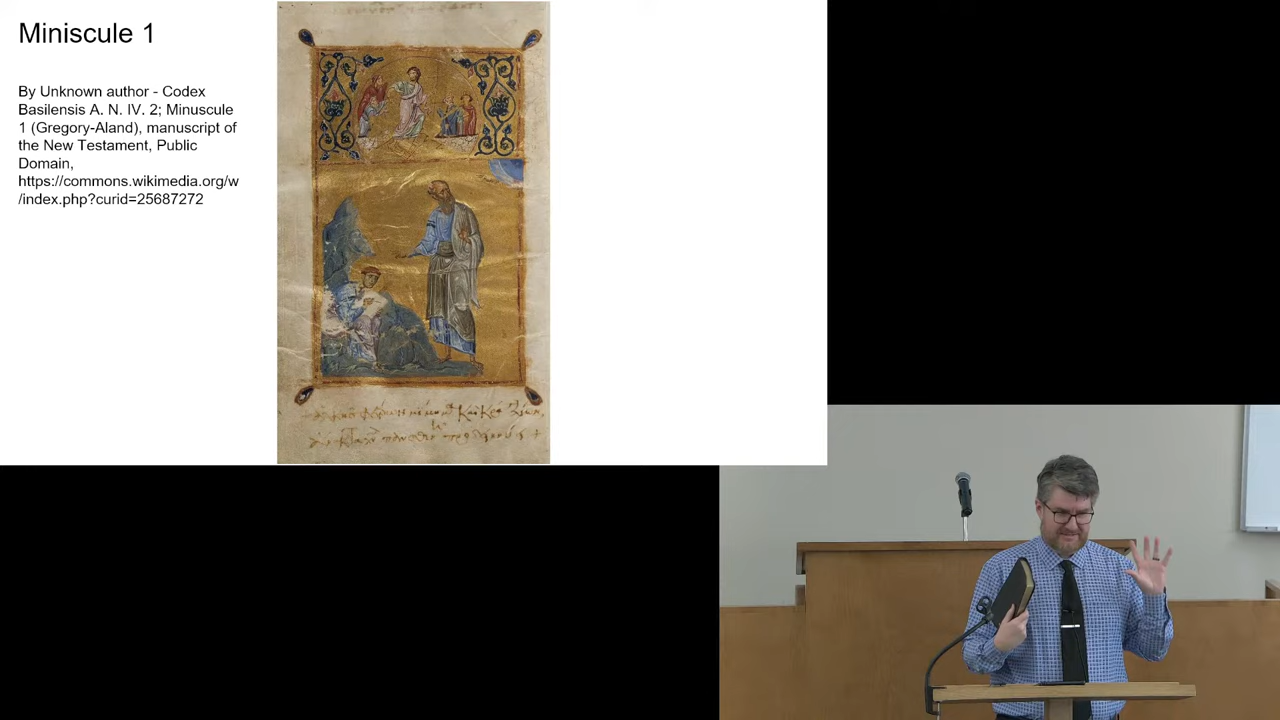 Miniscule 1
By Unknown author - Codex
Basilensis A. N. IV. 2; Minuscule
1 (Gregory-Aland), manuscript of
the New Testament, Public
Domain,
https://commons.wikimedia.org/w
/index.php?curid=25687272